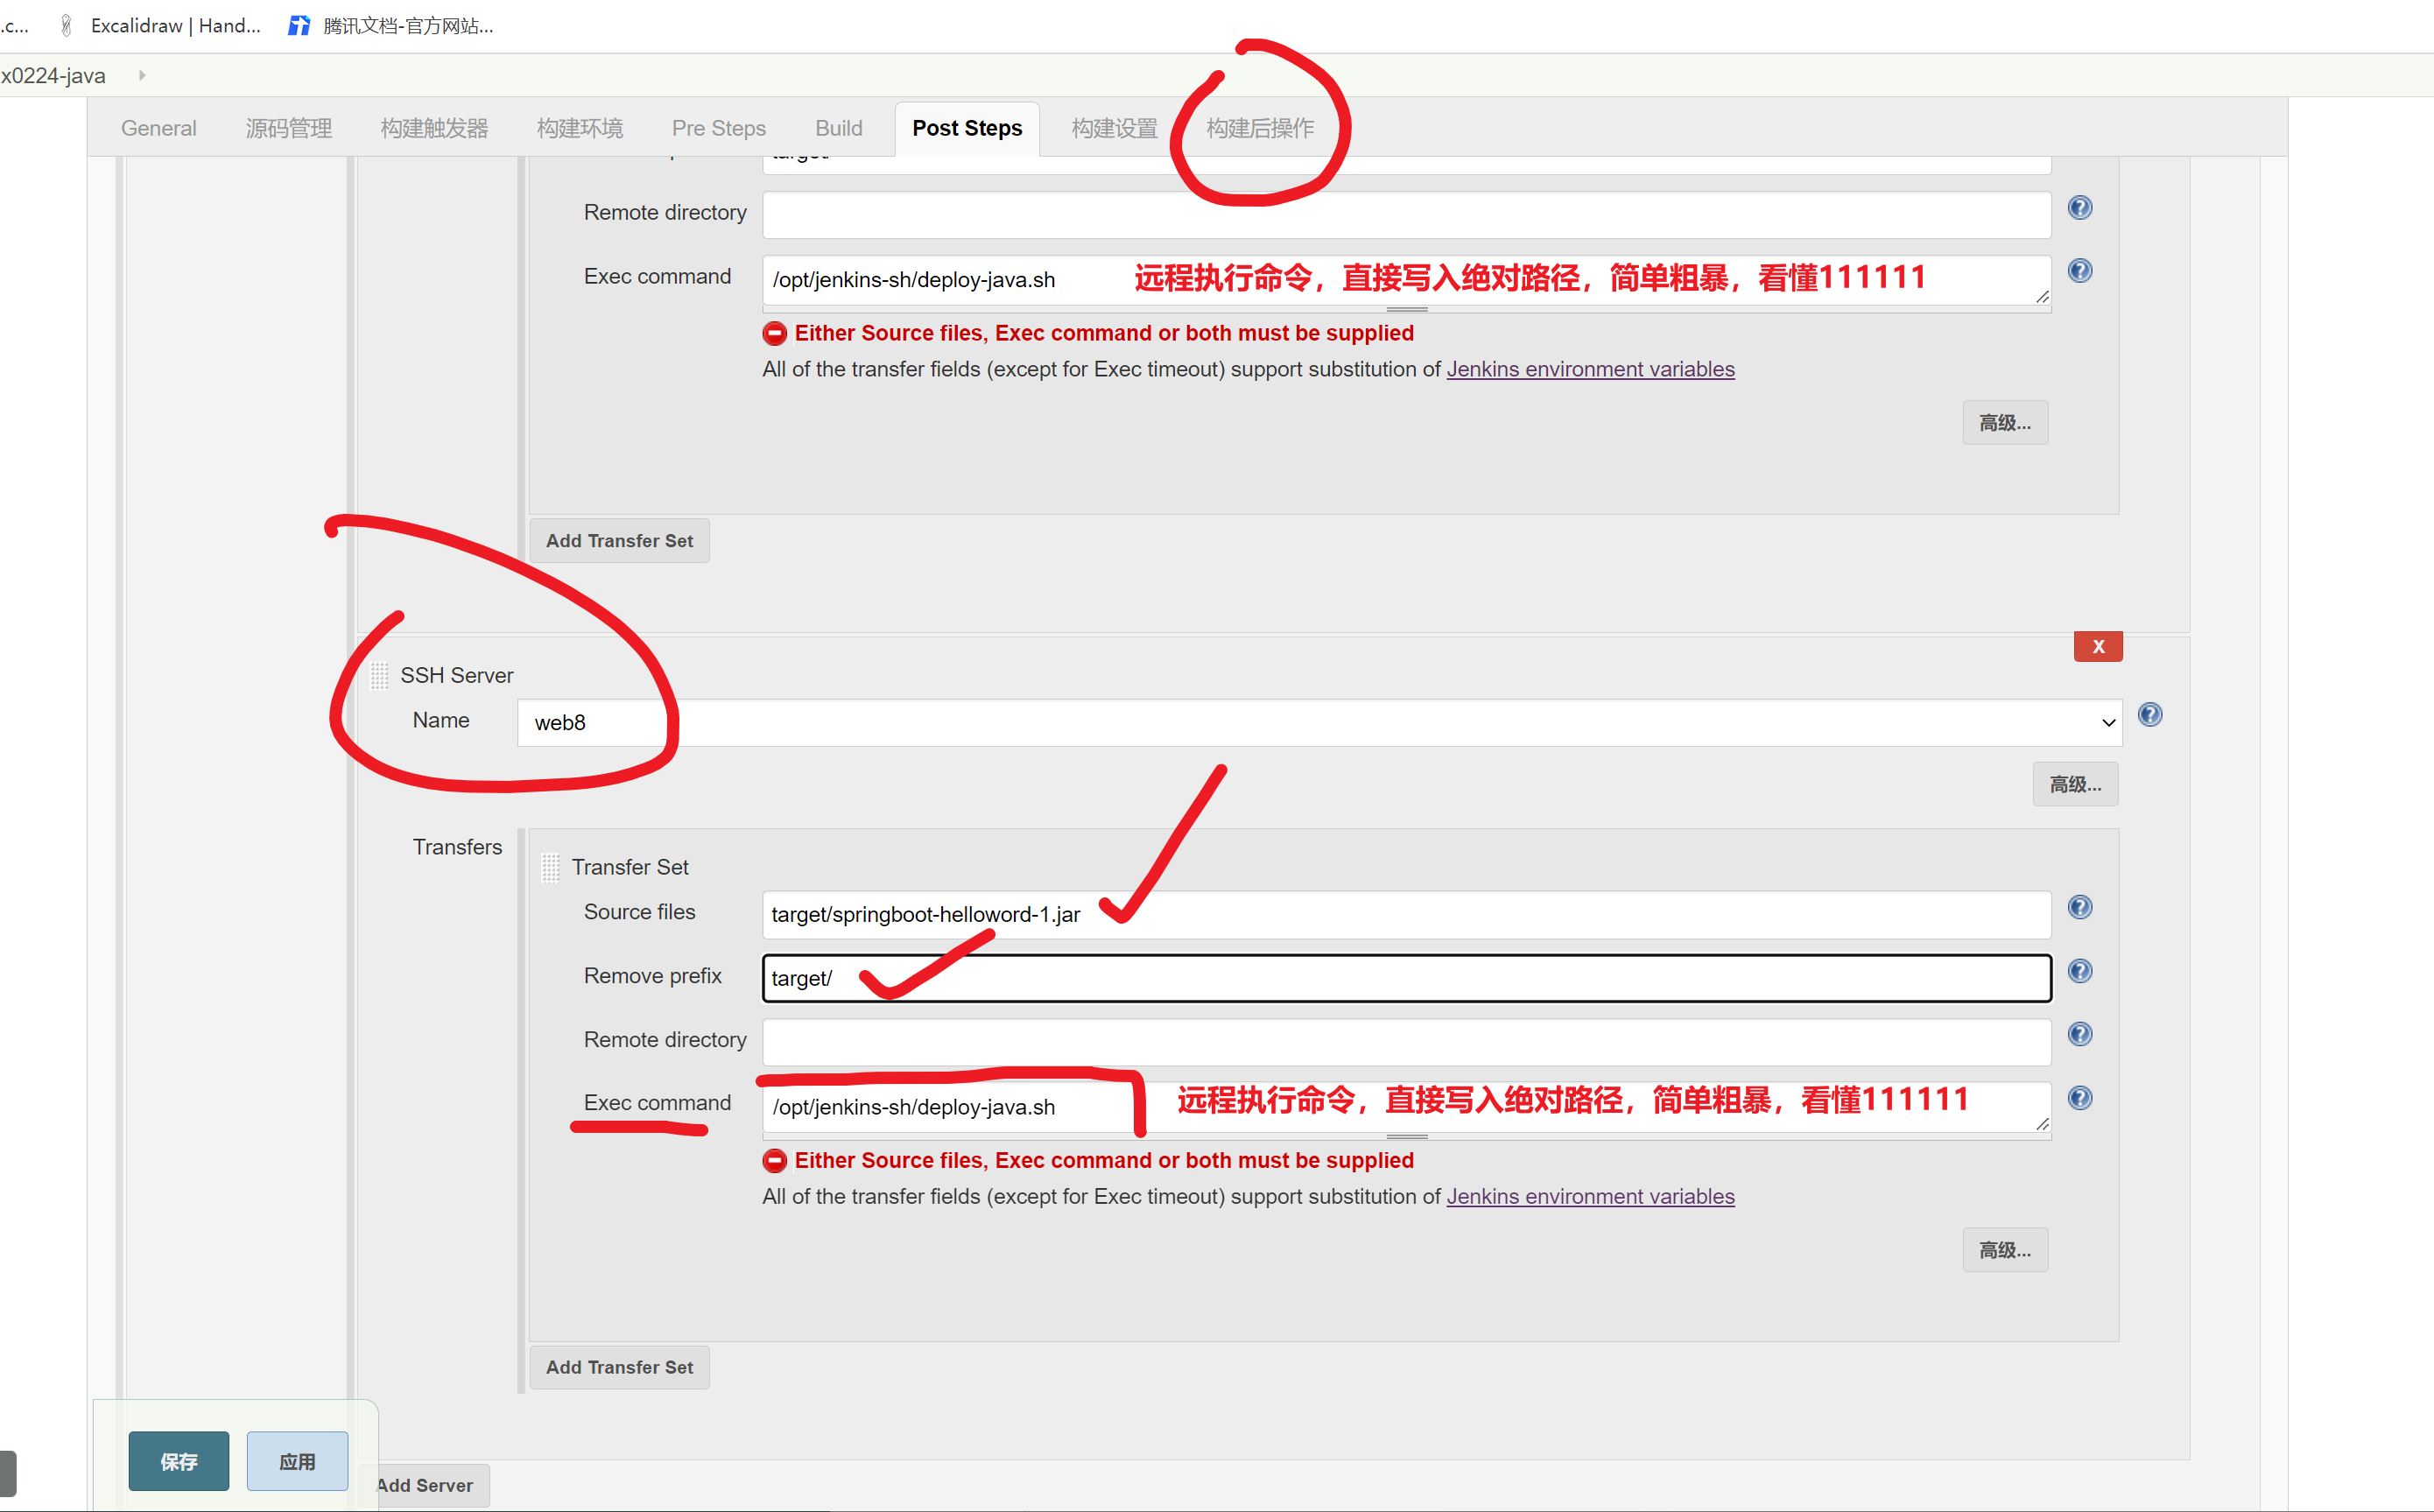 .c... Excalidraw | Hand... 腾讯文档-官方网站...
x0224-java
General 源码管理 构建触发器 构建环境 Pre Steps Build Post Steps 构建设置 构建后操作
target/
Remote directory
Exec command /opt/jenkins-sh/deploy-java.sh 远程执行命令，直接写入绝对路径，简单粗暴，看懂111111
Either Source files, Exec command or both must be supplied
All of the transfer fields (except for Exec timeout) support substitution of Jenkins environment variables
高级...
Add Transfer Set
X
SSH Server
Name web8
高级...
Transfers
Transfer Set
Source files target/springboot-helloword-1.jar
Remove prefix target/
Remote directory
Exec command /opt/jenkins-sh/deploy-java.sh 远程执行命令，直接写入绝对路径，简单粗暴，看懂111111
Either Source files, Exec command or both must be supplied
All of the transfer fields (except for Exec timeout) support substitution of Jenkins environment variables
高级...
Add Transfer Set
保存 应用
Add Server